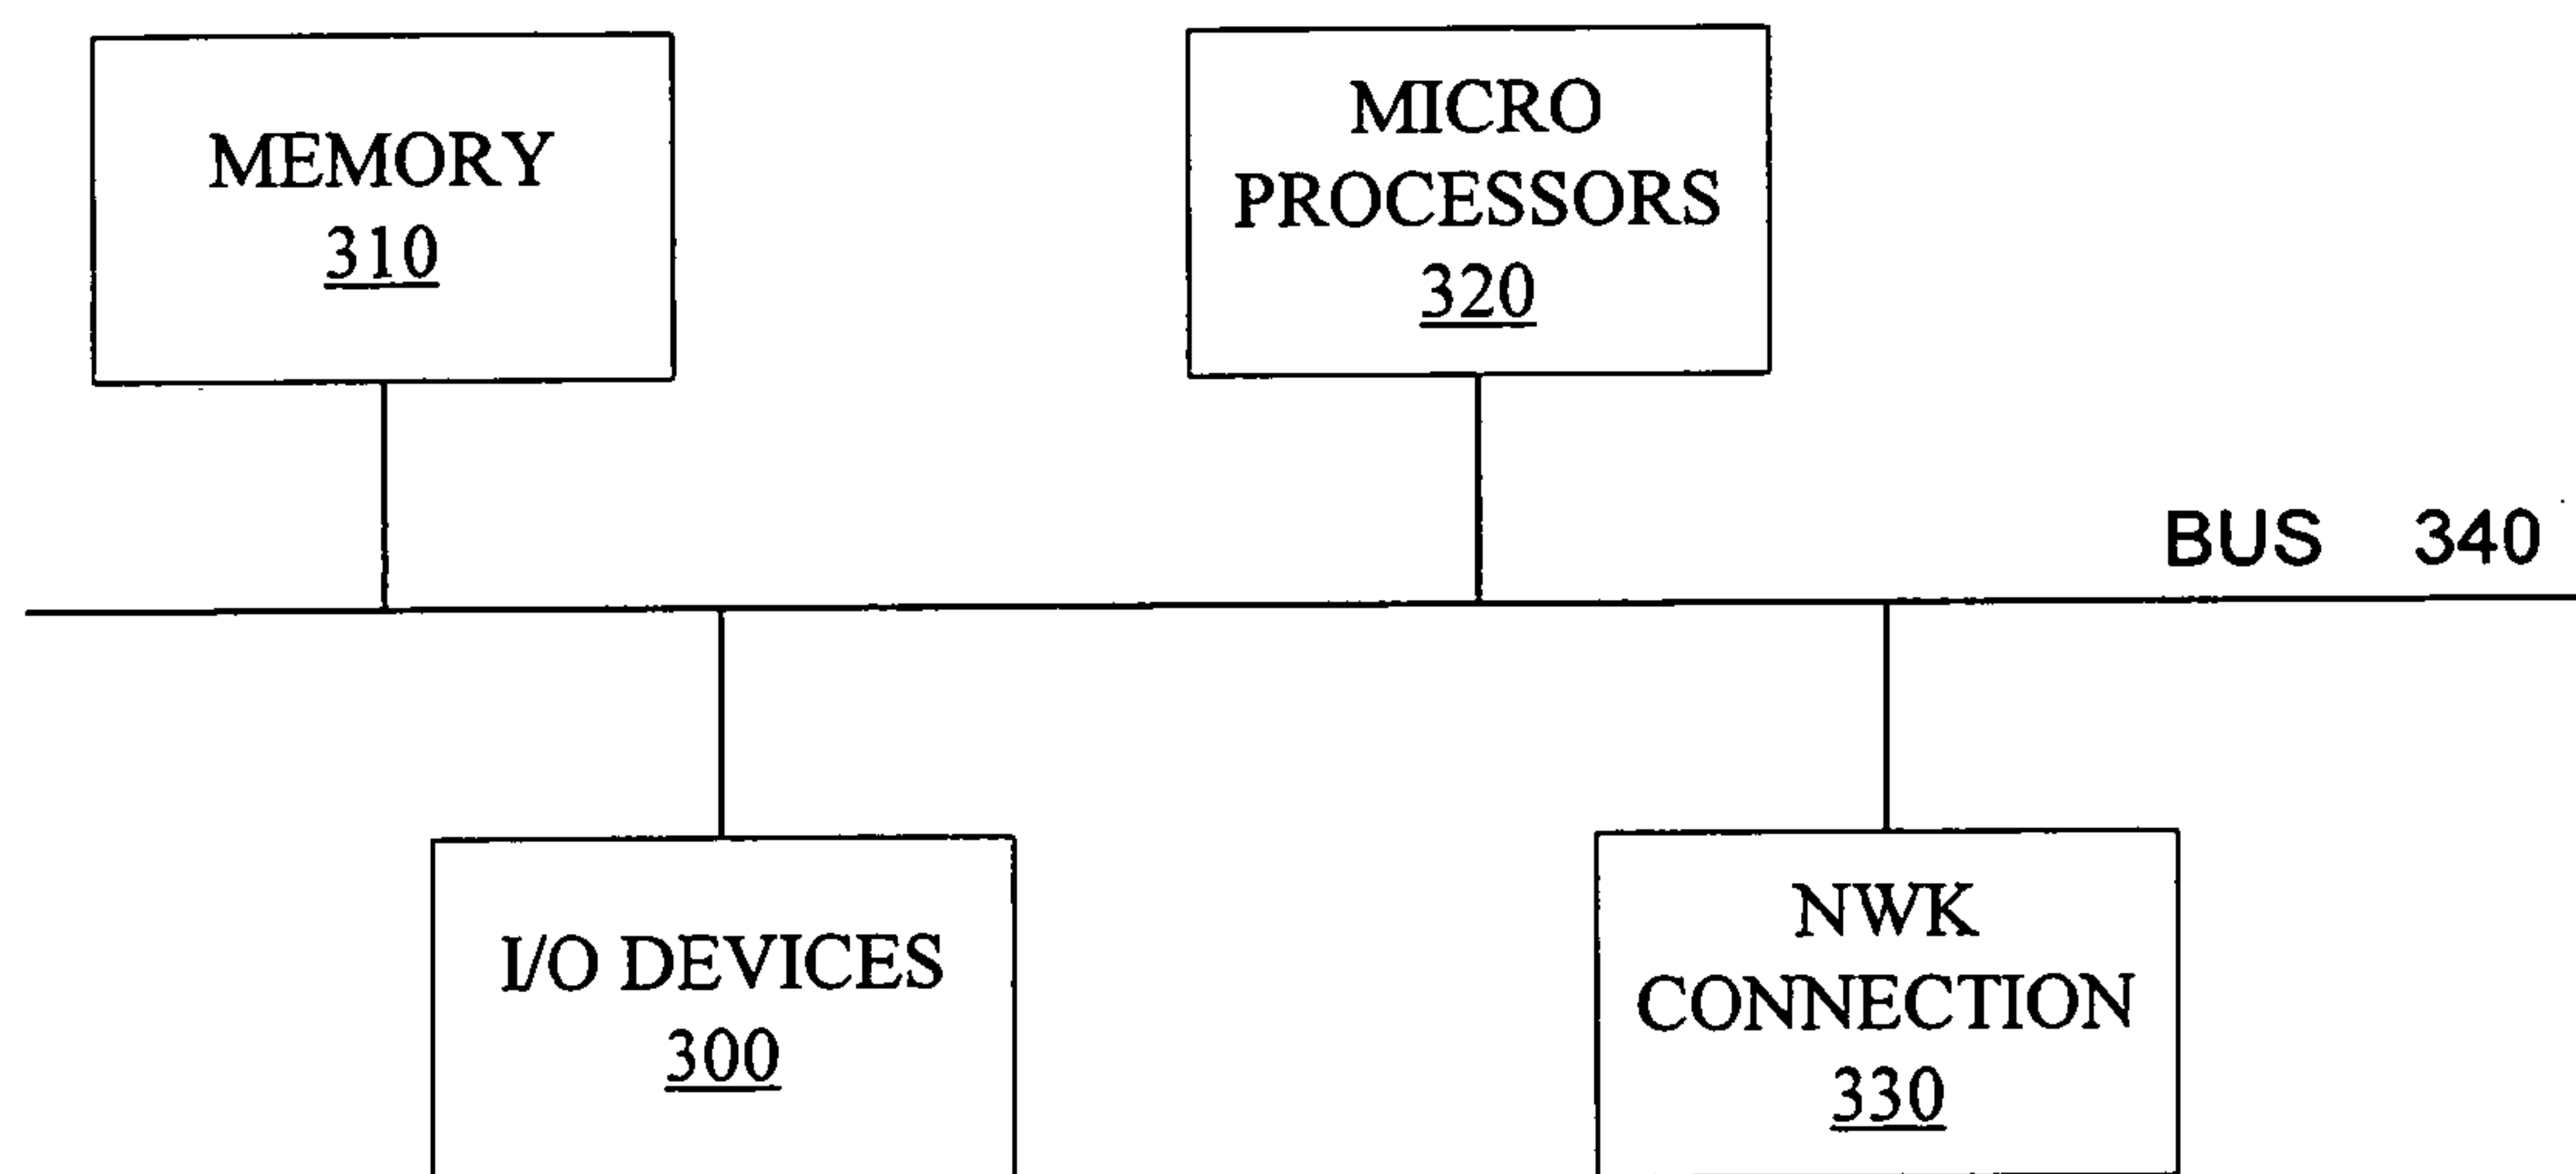 MEMORY
310
MICRO
PROCESSORS
320
BUS 340
I/O DEVICES
300
NWK
CONNECTION
330